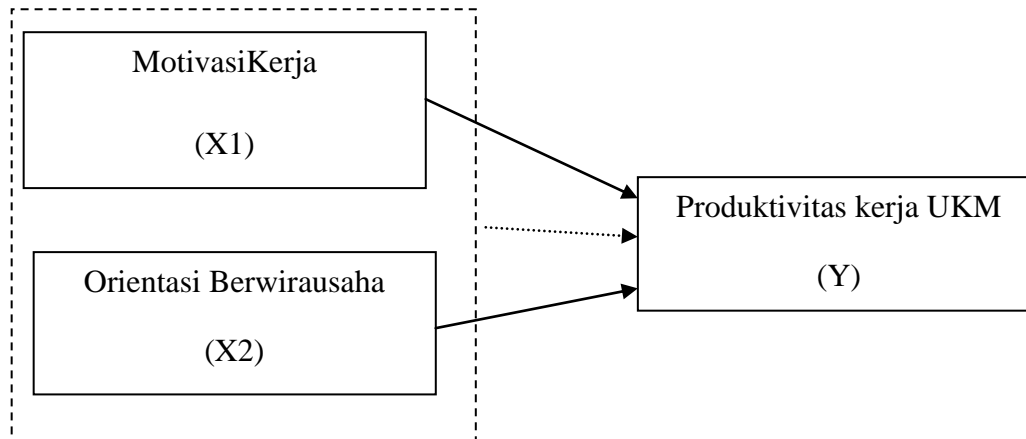 MotivasiKerja
(X1)
Orientasi Berwirausaha
(X2)
Produktivitas kerja UKM
(Y)